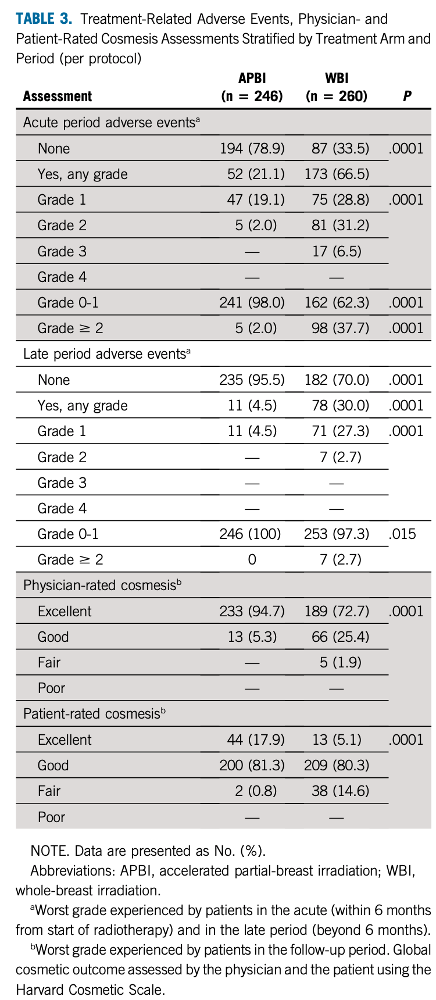 TABLE 3. Treatment-Related Adverse Events, Physician- and
Patient-Rated Cosmesis Assessments Stratified by Treatment Arm and
Period (per protocol)
APBI WBI
Assessment (n = 246) (n = 260) P
Acute period adverse eventsᵃ
None 194 (78.9) 87 (33.5) .0001
Yes, any grade 52 (21.1) 173 (66.5)
Grade 1 47 (19.1) 75 (28.8) .0001
Grade 2 5 (2.0) 81 (31.2)
Grade 3 — 17 (6.5)
Grade 4 — —
Grade 0-1 241 (98.0) 162 (62.3) .0001
Grade ≥ 2 5 (2.0) 98 (37.7) .0001
Late period adverse eventsᵃ
None 235 (95.5) 182 (70.0) .0001
Yes, any grade 11 (4.5) 78 (30.0) .0001
Grade 1 11 (4.5) 71 (27.3) .0001
Grade 2 — 7 (2.7)
Grade 3 — —
Grade 4 — —
Grade 0-1 246 (100) 253 (97.3) .015
Grade ≥ 2 0 7 (2.7)
Physician-rated cosmesisᵇ
Excellent 233 (94.7) 189 (72.7) .0001
Good 13 (5.3) 66 (25.4)
Fair — 5 (1.9)
Poor — —
Patient-rated cosmesisᵇ
Excellent 44 (17.9) 13 (5.1) .0001
Good 200 (81.3) 209 (80.3)
Fair 2 (0.8) 38 (14.6)
Poor — —
NOTE. Data are presented as No. (%).
Abbreviations: APBI, accelerated partial-breast irradiation; WBI,
whole-breast irradiation.
ᵃWorst grade experienced by patients in the acute (within 6 months
from start of radiotherapy) and in the late period (beyond 6 months).
ᵇWorst grade experienced by patients in the follow-up period. Global
cosmetic outcome assessed by the physician and the patient using the
Harvard Cosmetic Scale.